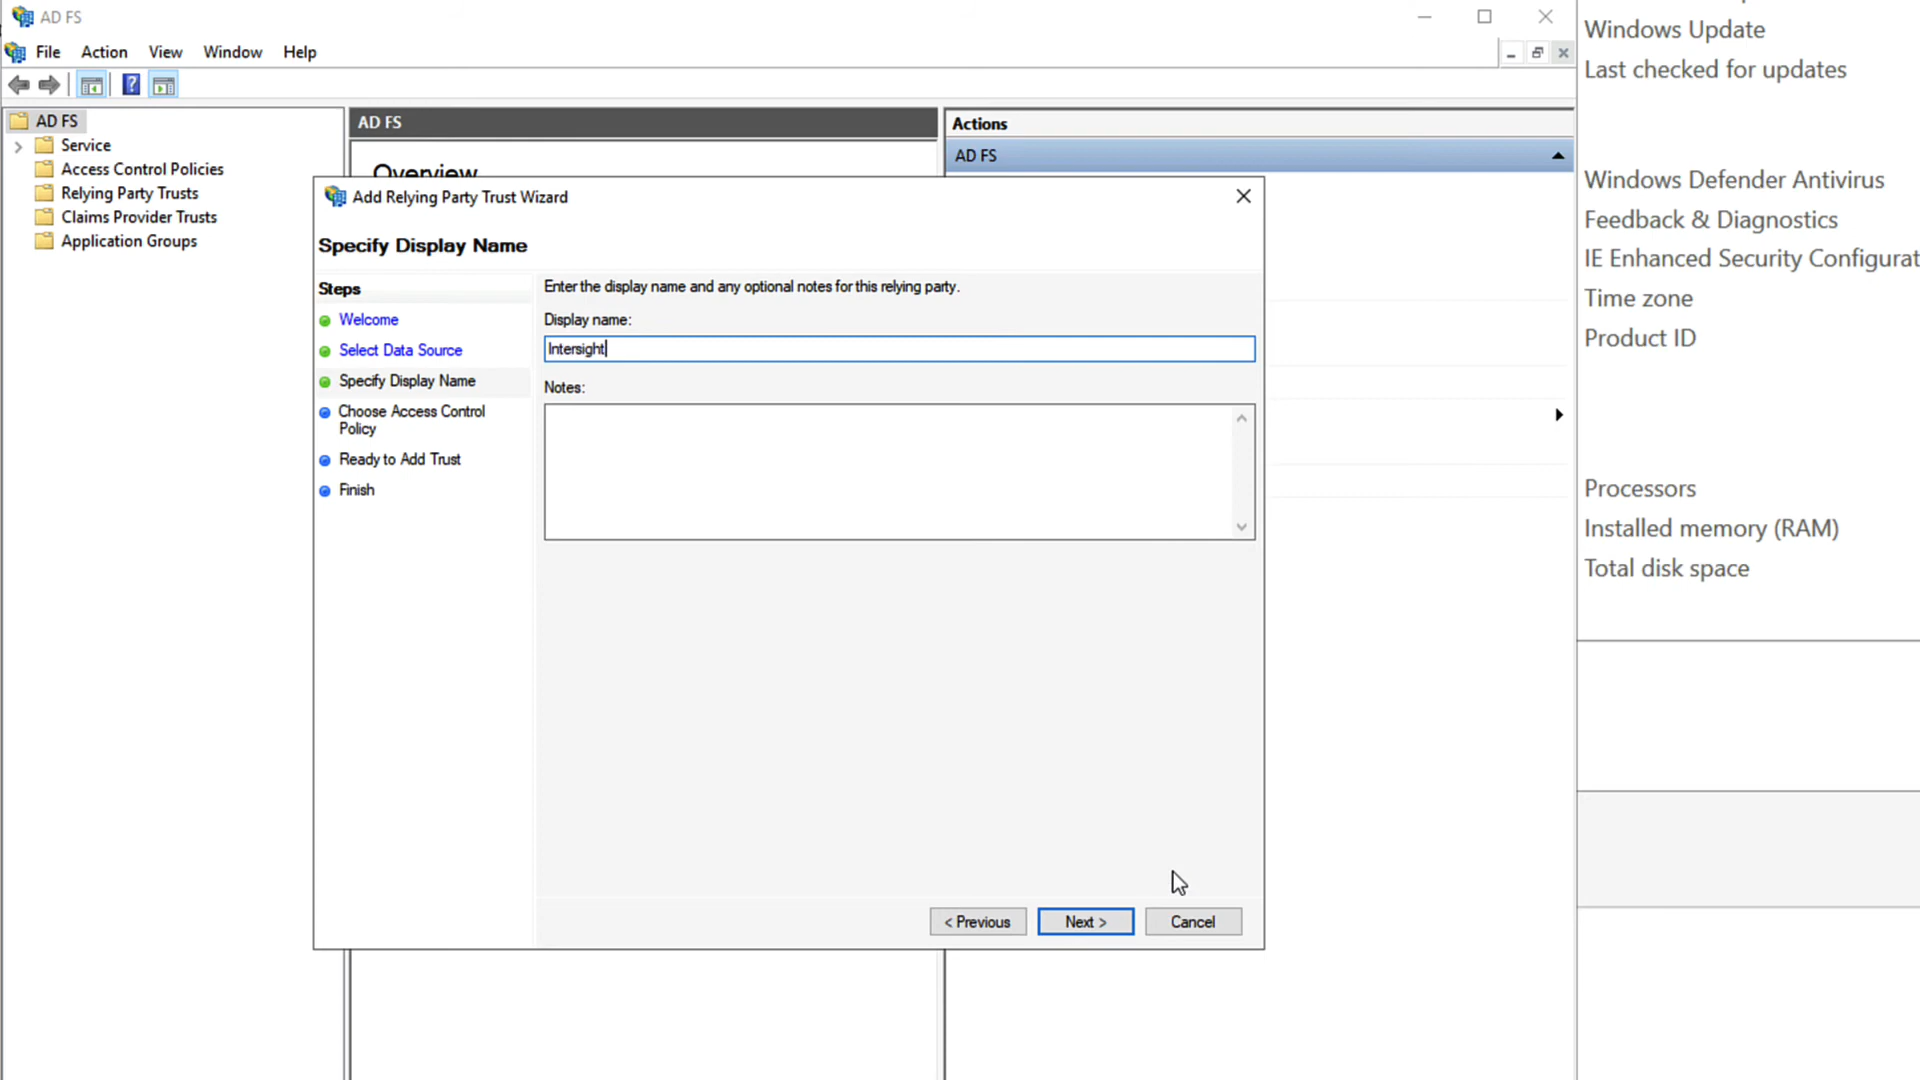 AD FS
File Action View Window Help
AD FS
Service
Access Control Policies
Relying Party Trusts
Claims Provider Trusts
Application Groups
AD FS
Overview
Actions
AD FS
Add Relying Party Trust Wizard
Specify Display Name
Steps
Welcome
Select Data Source
Specify Display Name
Choose Access Control
Policy
Ready to Add Trust
Finish
Enter the display name and any optional notes for this relying party.
Display name:
Intersight
Notes:
< Previous
Next >
Cancel
Windows Update
Last checked for updates
Windows Defender Antivirus
Feedback & Diagnostics
IE Enhanced Security Configurat
Time zone
Product ID
Processors
Installed memory (RAM)
Total disk space